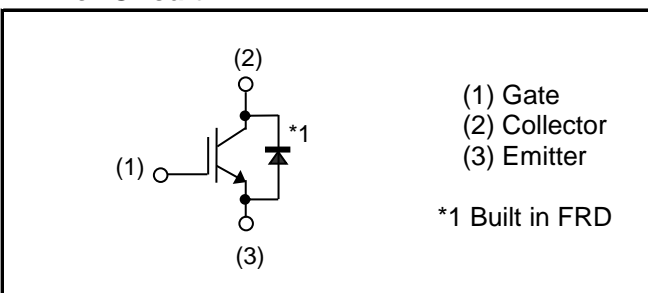 (2)
*1
(1)
(3)
(1) Gate
(2) Collector
(3) Emitter
*1 Built in FRD